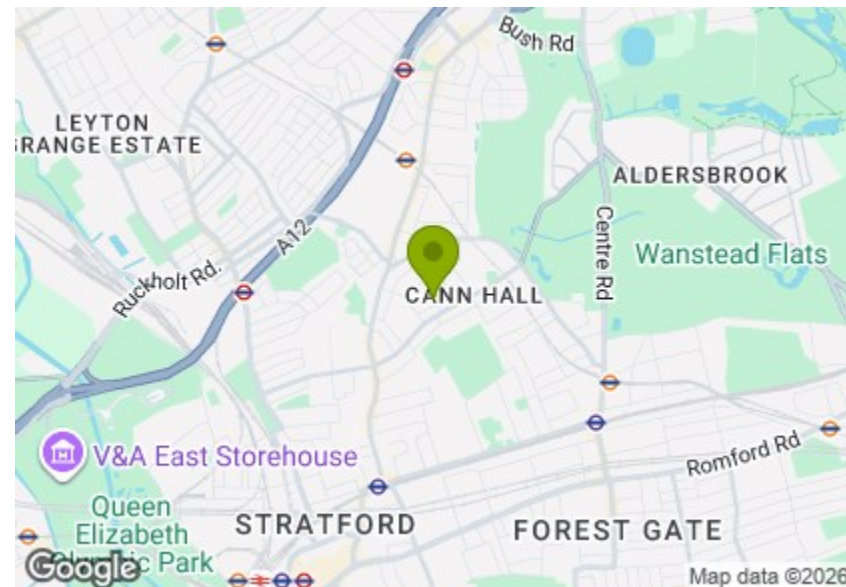 Bush Rd
LEYTON
GRANGE ESTATE
ALDERSBROOK
A12
Centre Rd
Wanstead Flats
Ruckholt Rd.
CANN HALL
V&A East Storehouse
Romford Rd
Queen
Elizabeth
Olympic Park
STRATFORD
FOREST GATE
Google
Map data ©2026